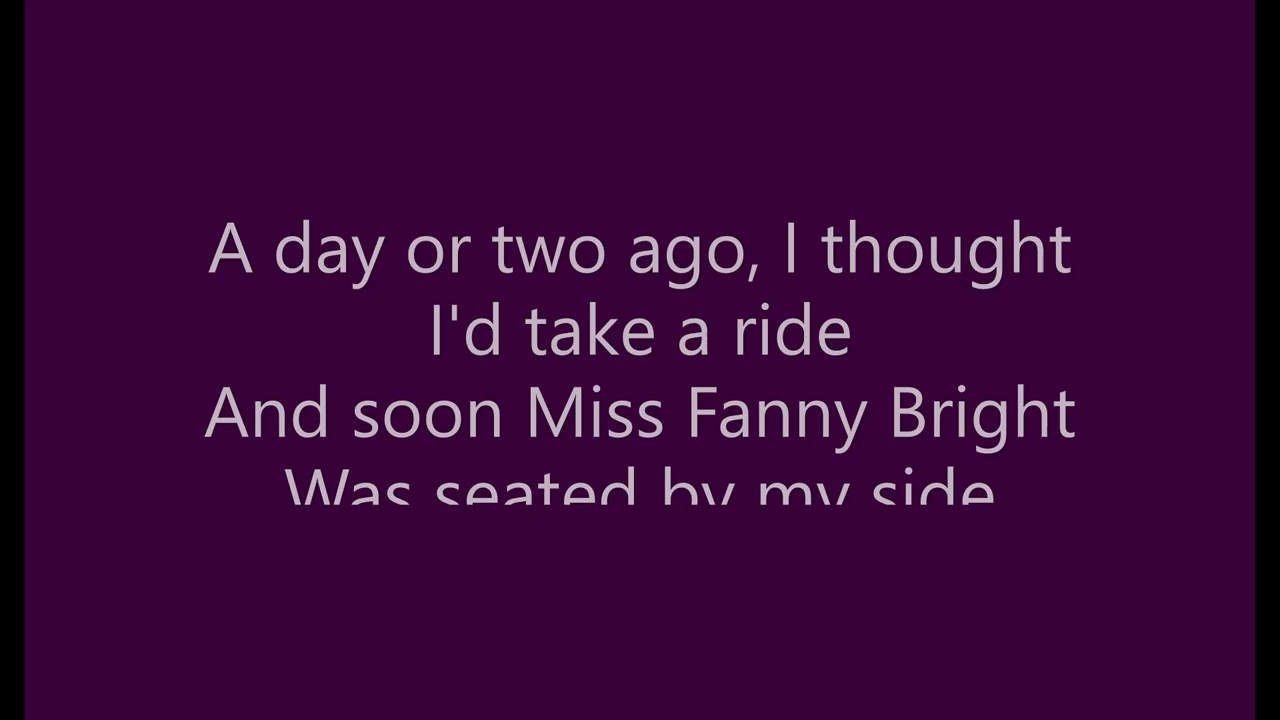 A day or two ago, I thought
I'd take a ride
And soon Miss Fanny Bright
Was seated by my side